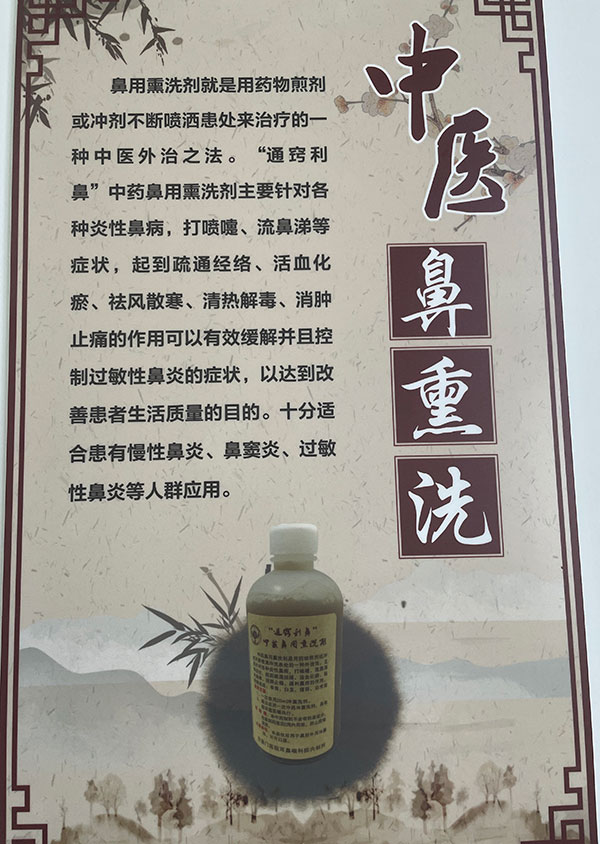 中医
鼻熏洗
鼻用熏洗剂就是用药物煎剂
或冲剂不断喷洒患处来治疗的一
种中医外治之法。“通窍利
鼻”中药鼻用熏洗剂主要针对各
种炎性鼻病，打喷嚏、流鼻涕等
症状，起到疏通经络、活血化
瘀、祛风散寒、清热解毒、消肿
止痛的作用可以有效缓解并且控
制过敏性鼻炎的症状，以达到改
善患者生活质量的目的。十分适
合患有慢性鼻炎、鼻窦炎、过敏
性鼻炎等人群应用。
“通窍利鼻”
中药鼻用熏洗剂